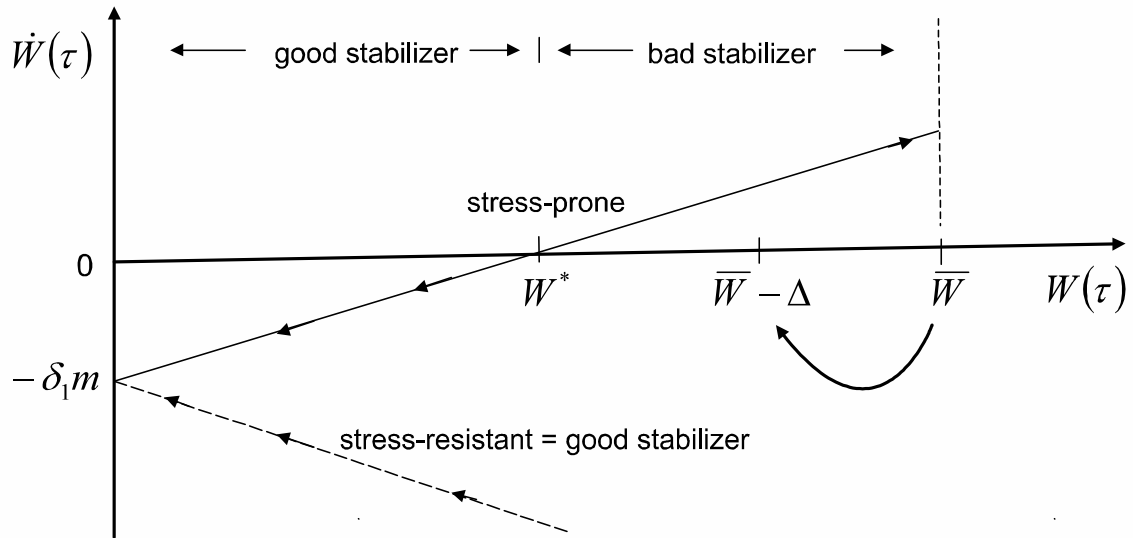 Ẇ(τ)
good stabilizer
bad stabilizer
stress-prone
0
W*
W̅ − Δ
W̅
W(τ)
− δ₁m
stress-resistant = good stabilizer